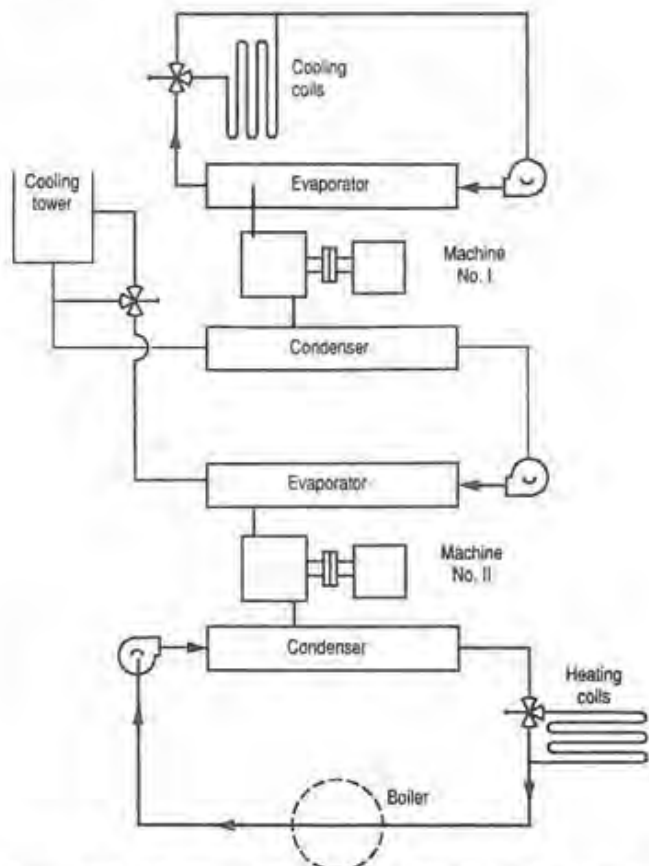 Cooling
coils
Cooling
tower
Evaporator
Machine
No. I
Condenser
Evaporator
Machine
No. II
Condenser
Heating
coils
Boiler